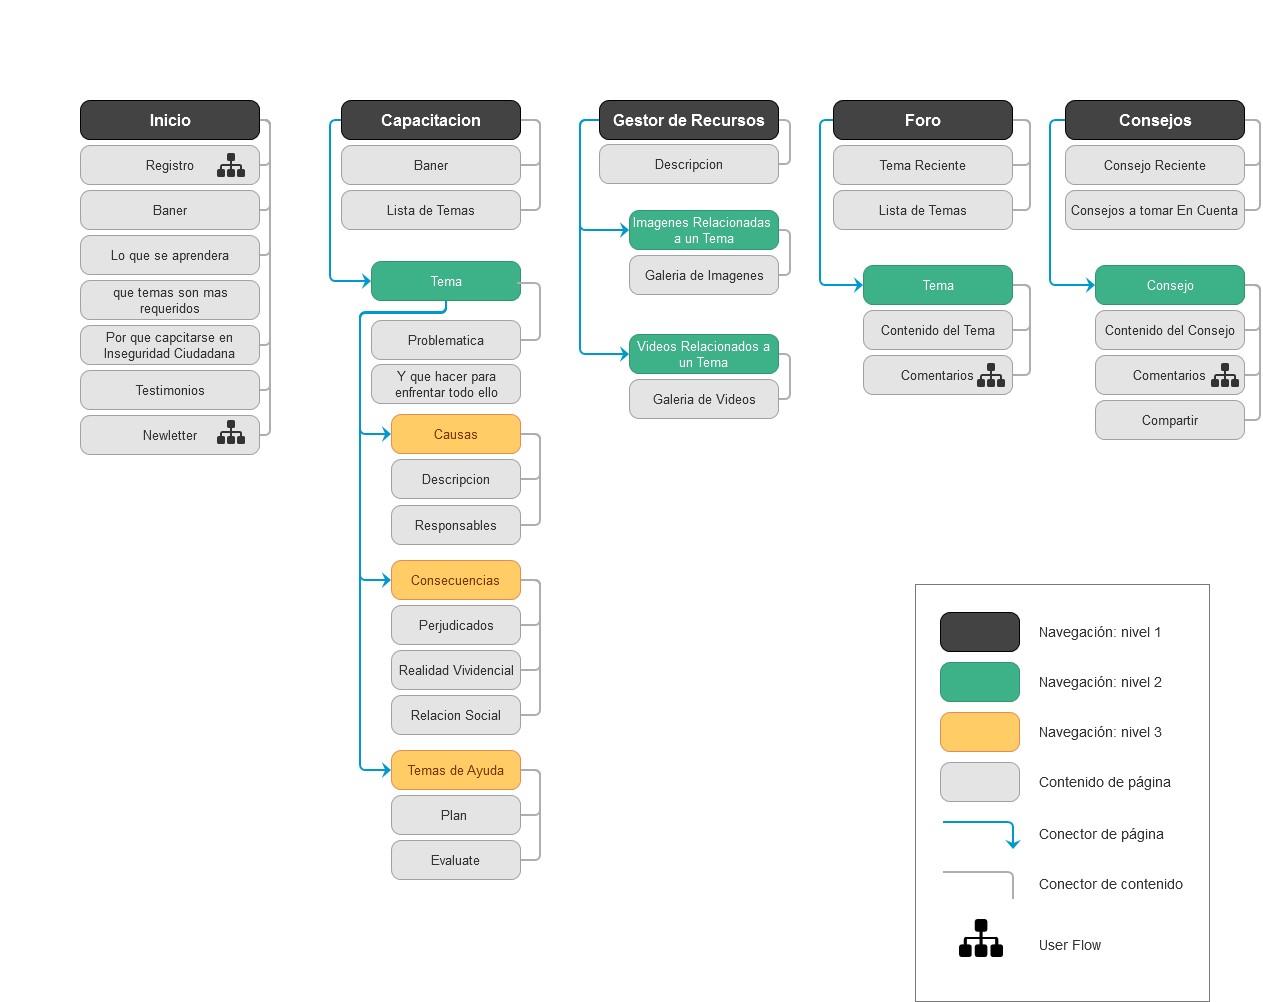 Inicio
Registro
Baner
Lo que se aprendera
que temas son mas
requeridos
Por que capcitarse en
Inseguridad Ciudadana
Testimonios
Newletter
Capacitacion
Baner
Lista de Temas
Tema
Problematica
Y que hacer para
enfrentar todo ello
Causas
Descripcion
Responsables
Consecuencias
Perjudicados
Realidad Vividencial
Relacion Social
Temas de Ayuda
Plan
Evaluate
Gestor de Recursos
Descripcion
Imagenes Relacionadas
a un Tema
Galeria de Imagenes
Videos Relacionados a
un Tema
Galeria de Videos
Foro
Tema Reciente
Lista de Temas
Tema
Contenido del Tema
Comentarios
Consejos
Consejo Reciente
Consejos a tomar En Cuenta
Consejo
Contenido del Consejo
Comentarios
Compartir
Navegación: nivel 1
Navegación: nivel 2
Navegación: nivel 3
Contenido de página
Conector de página
Conector de contenido
User Flow